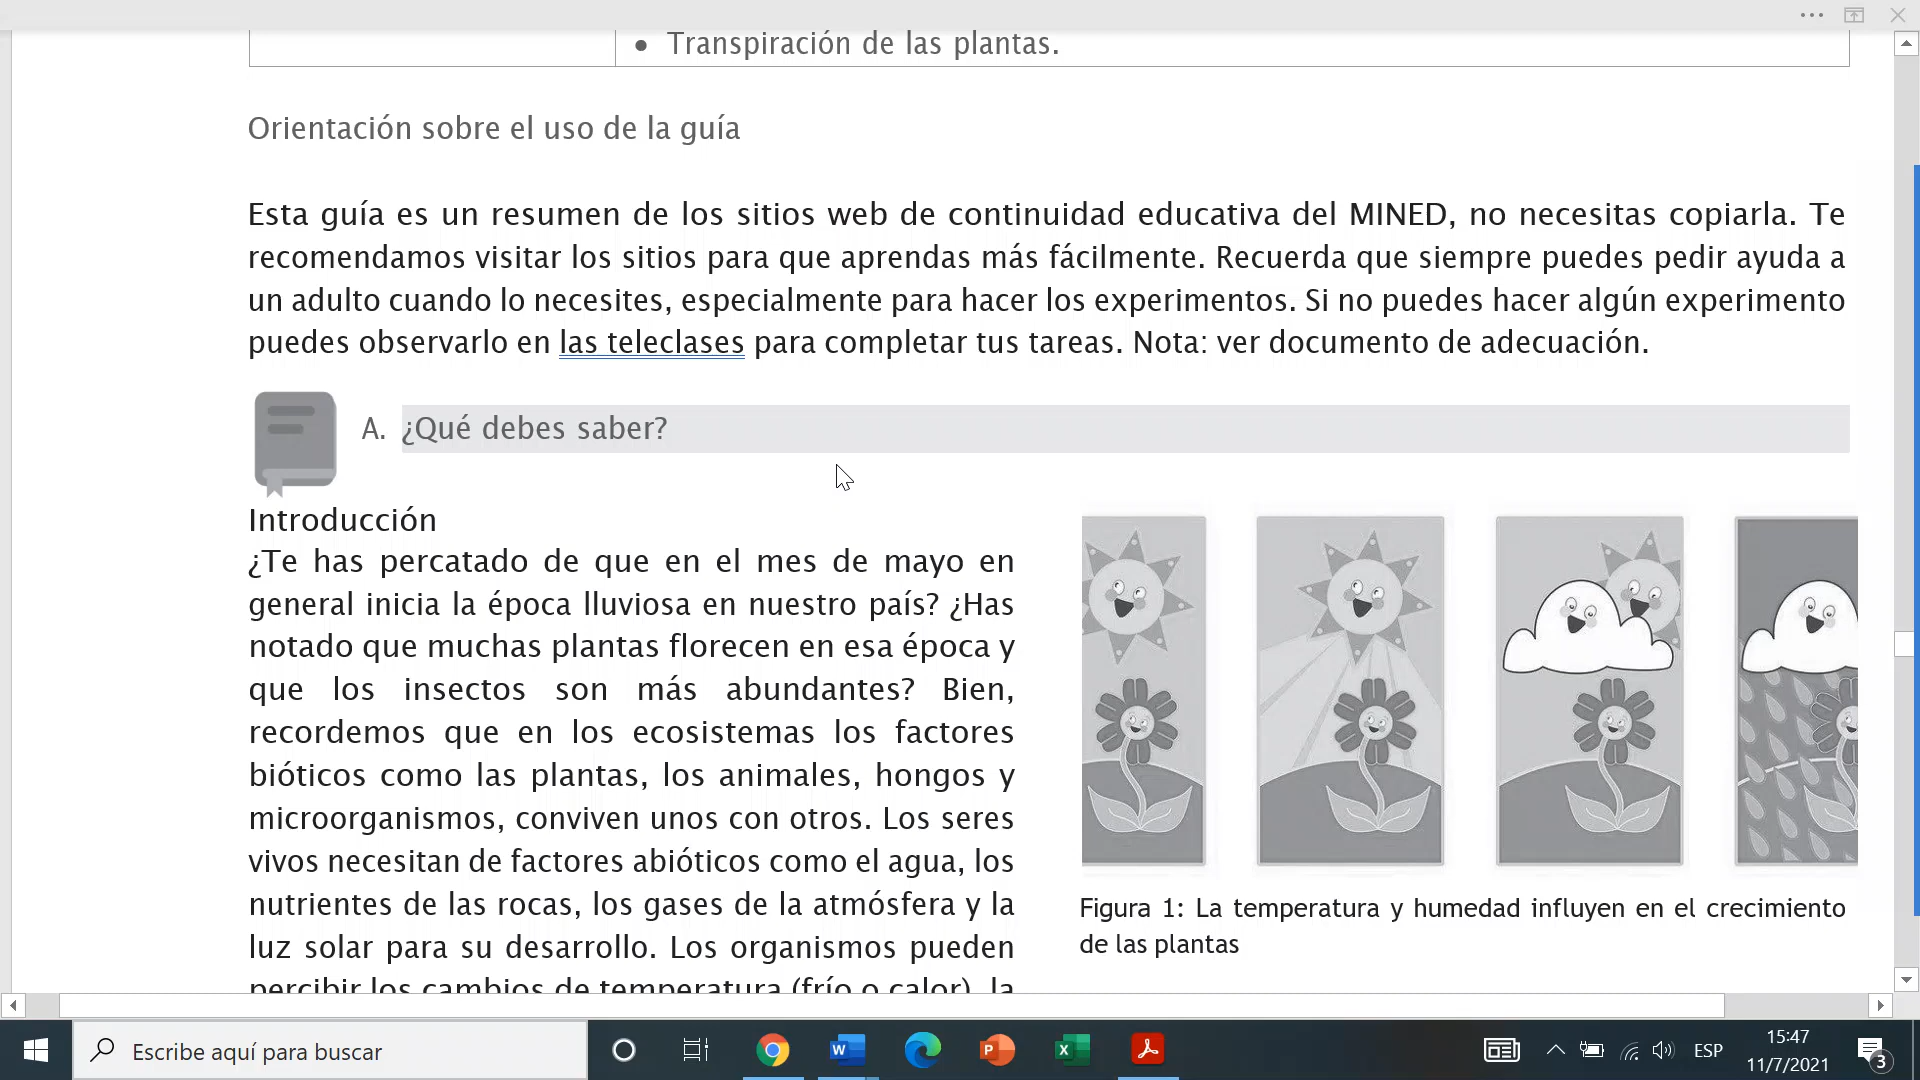 • Transpiración de las plantas.
Orientación sobre el uso de la guía
Esta guía es un resumen de los sitios web de continuidad educativa del MINED, no necesitas copiarla. Te
recomendamos visitar los sitios para que aprendas más fácilmente. Recuerda que siempre puedes pedir ayuda a
un adulto cuando lo necesites, especialmente para hacer los experimentos. Si no puedes hacer algún experimento
puedes observarlo en las teleclases para completar tus tareas. Nota: ver documento de adecuación.
A. ¿Qué debes saber?
Introducción
¿Te has percatado de que en el mes de mayo en
general inicia la época lluviosa en nuestro país? ¿Has
notado que muchas plantas florecen en esa época y
que los insectos son más abundantes? Bien,
recordemos que en los ecosistemas los factores
bióticos como las plantas, los animales, hongos y
microorganismos, conviven unos con otros. Los seres
vivos necesitan de factores abióticos como el agua, los
nutrientes de las rocas, los gases de la atmósfera y la
luz solar para su desarrollo. Los organismos pueden
percibir los cambios de temperatura (frío o calor), la
Figura 1: La temperatura y humedad influyen en el crecimiento
de las plantas
Escribe aquí para buscar
W
P
X
ESP
15:47
11/7/2021
3